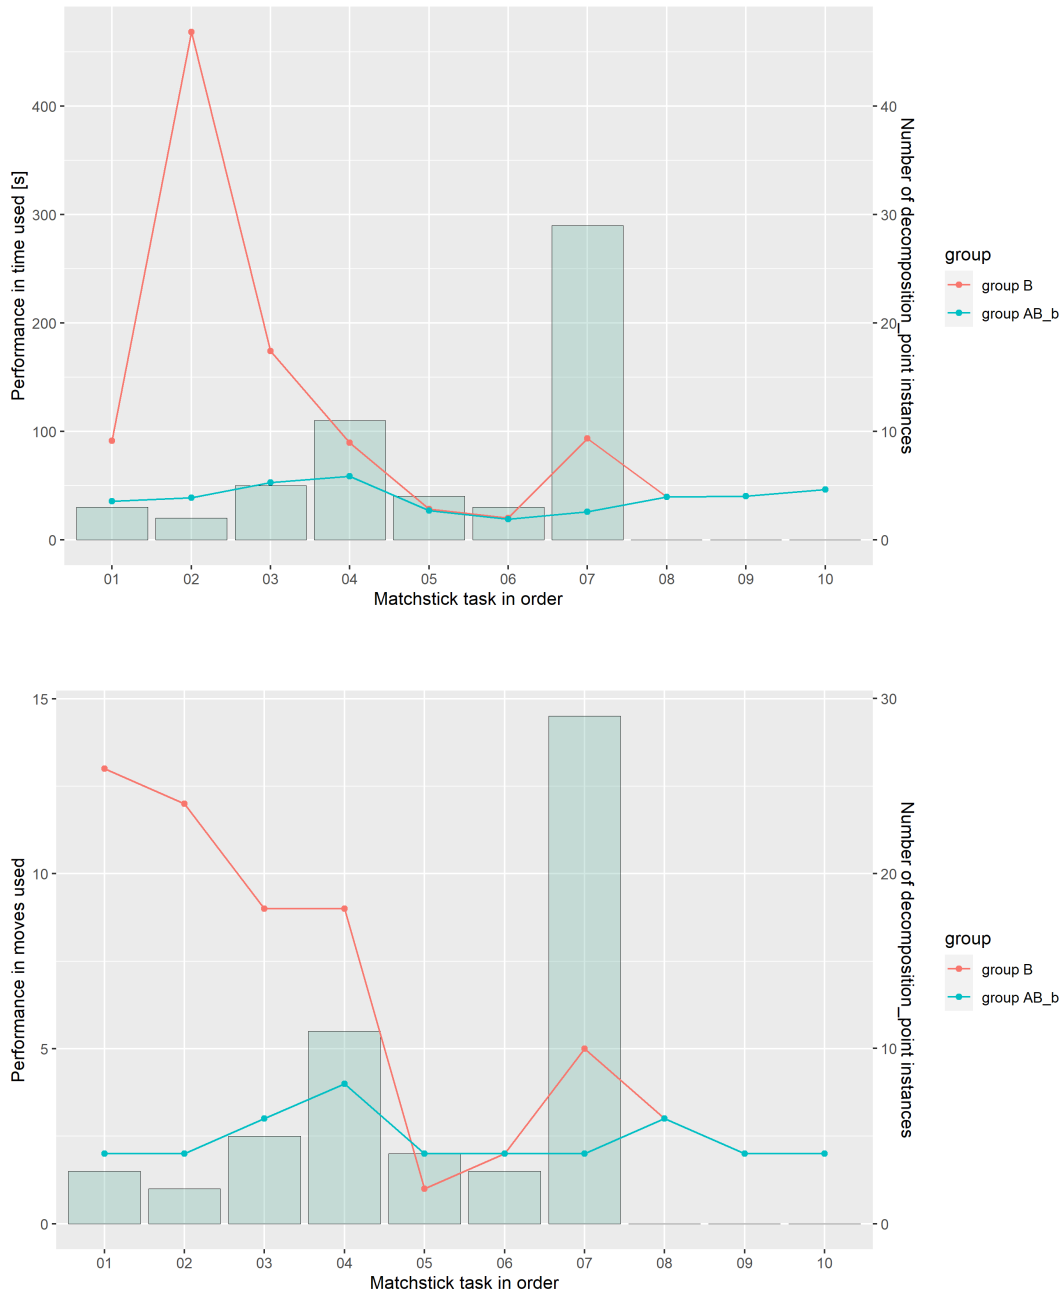 400
300
200
100
0
40
30
20
10
0
Performance in time used [s]
Number of decomposition_point instances
01 02 03 04 05 06 07 08 09 10
Matchstick task in order
group
group B
group AB_b
15
10
5
0
30
20
10
0
Performance in moves used
Number of decomposition_point instances
01 02 03 04 05 06 07 08 09 10
Matchstick task in order
group
group B
group AB_b